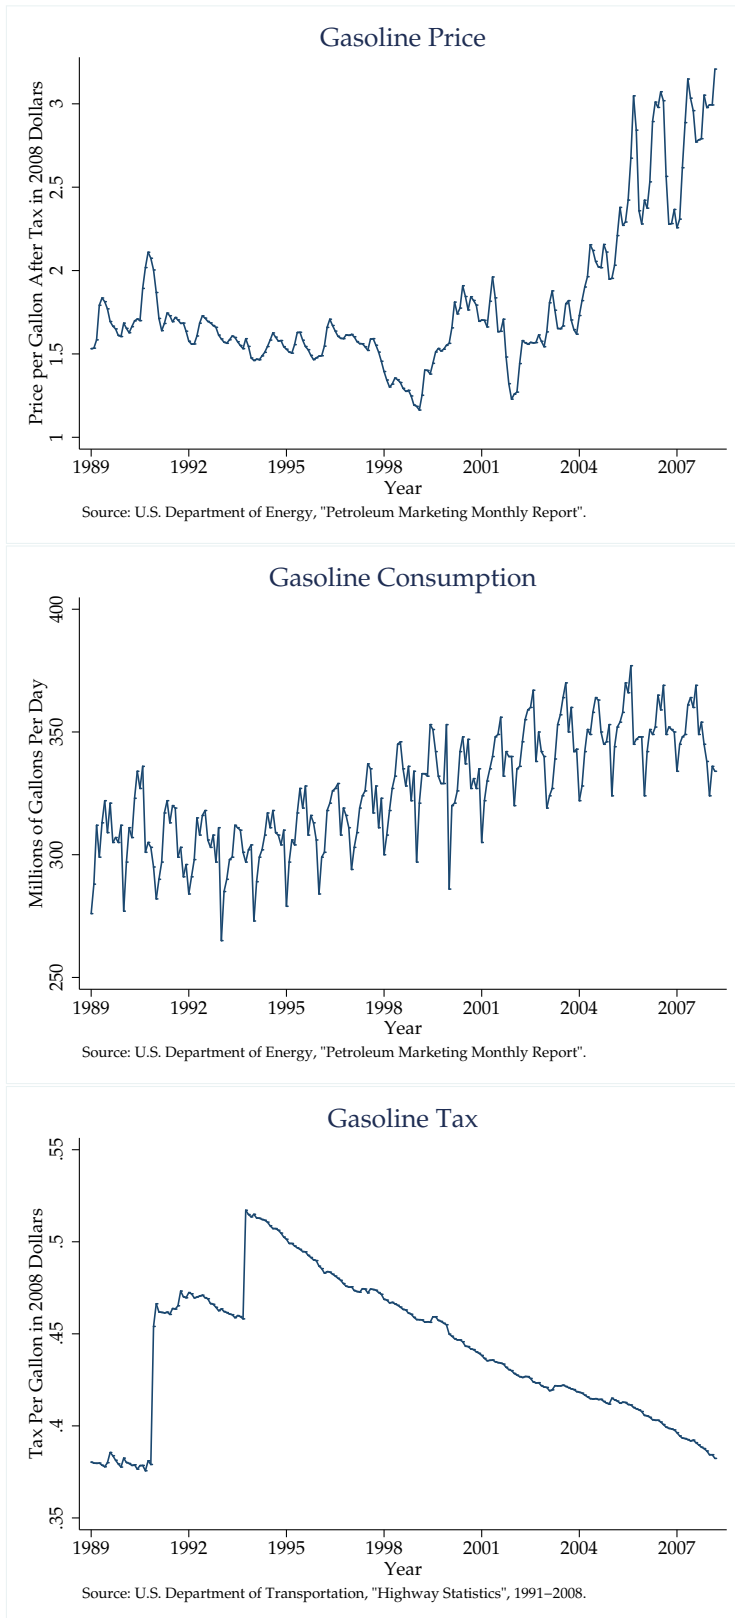 Gasoline Price
Price per Gallon After Tax in 2008 Dollars
3
2.5
2
1.5
1
1989 1992 1995 1998 2001 2004 2007
Year
Source: U.S. Department of Energy, "Petroleum Marketing Monthly Report".
Gasoline Consumption
Millions of Gallons Per Day
400
350
300
250
1989 1992 1995 1998 2001 2004 2007
Year
Source: U.S. Department of Energy, "Petroleum Marketing Monthly Report".
Gasoline Tax
Tax Per Gallon in 2008 Dollars
.55
.5
.45
.4
.35
1989 1992 1995 1998 2001 2004 2007
Year
Source: U.S. Department of Transportation, "Highway Statistics", 1991−2008.